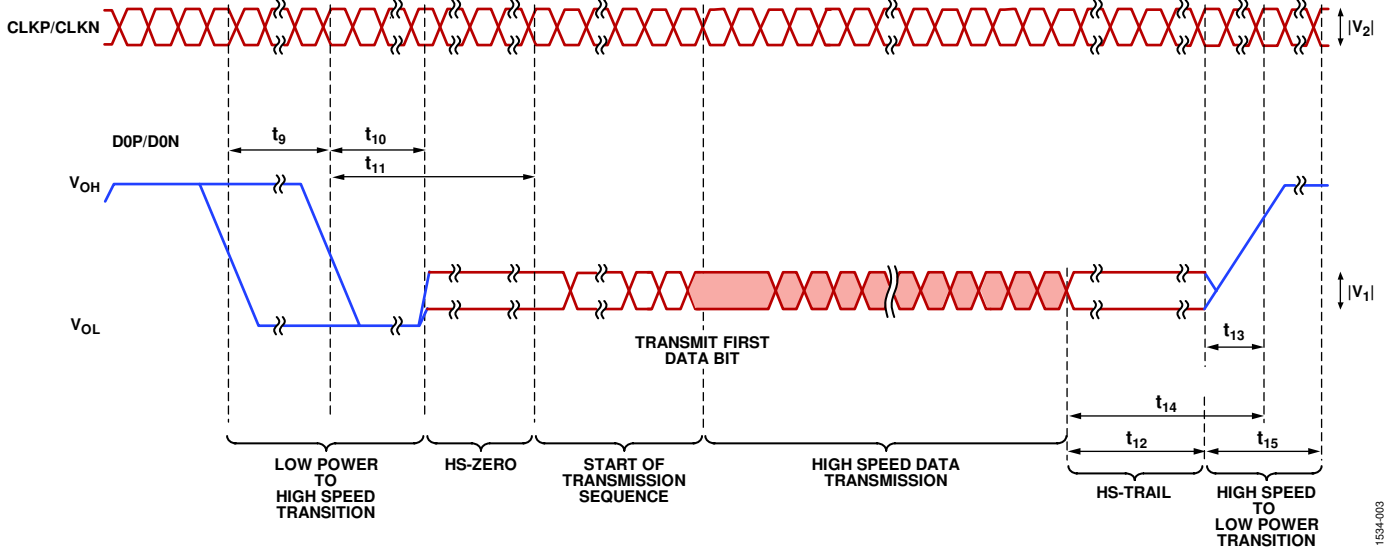 CLKP/CLKN
|V2|
D0P/D0N
t9
t10
t11
VOH
VOL
|V1|
TRANSMIT FIRST
DATA BIT
t13
t14
t12
t15
LOW POWER
TO
HIGH SPEED
TRANSITION
HS-ZERO
START OF
TRANSMISSION
SEQUENCE
HIGH SPEED DATA
TRANSMISSION
HS-TRAIL
HIGH SPEED
TO
LOW POWER
TRANSITION
1534-003